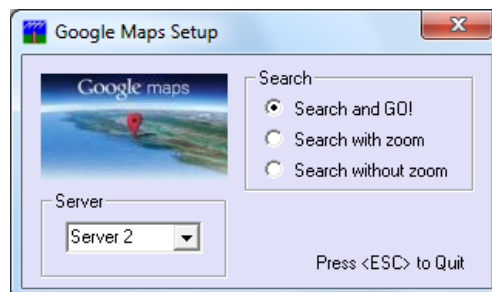 Google Maps Setup
Google maps
Search
Search and GO!
Search with zoom
Search without zoom
Server
Server 2
Press <ESC> to Quit